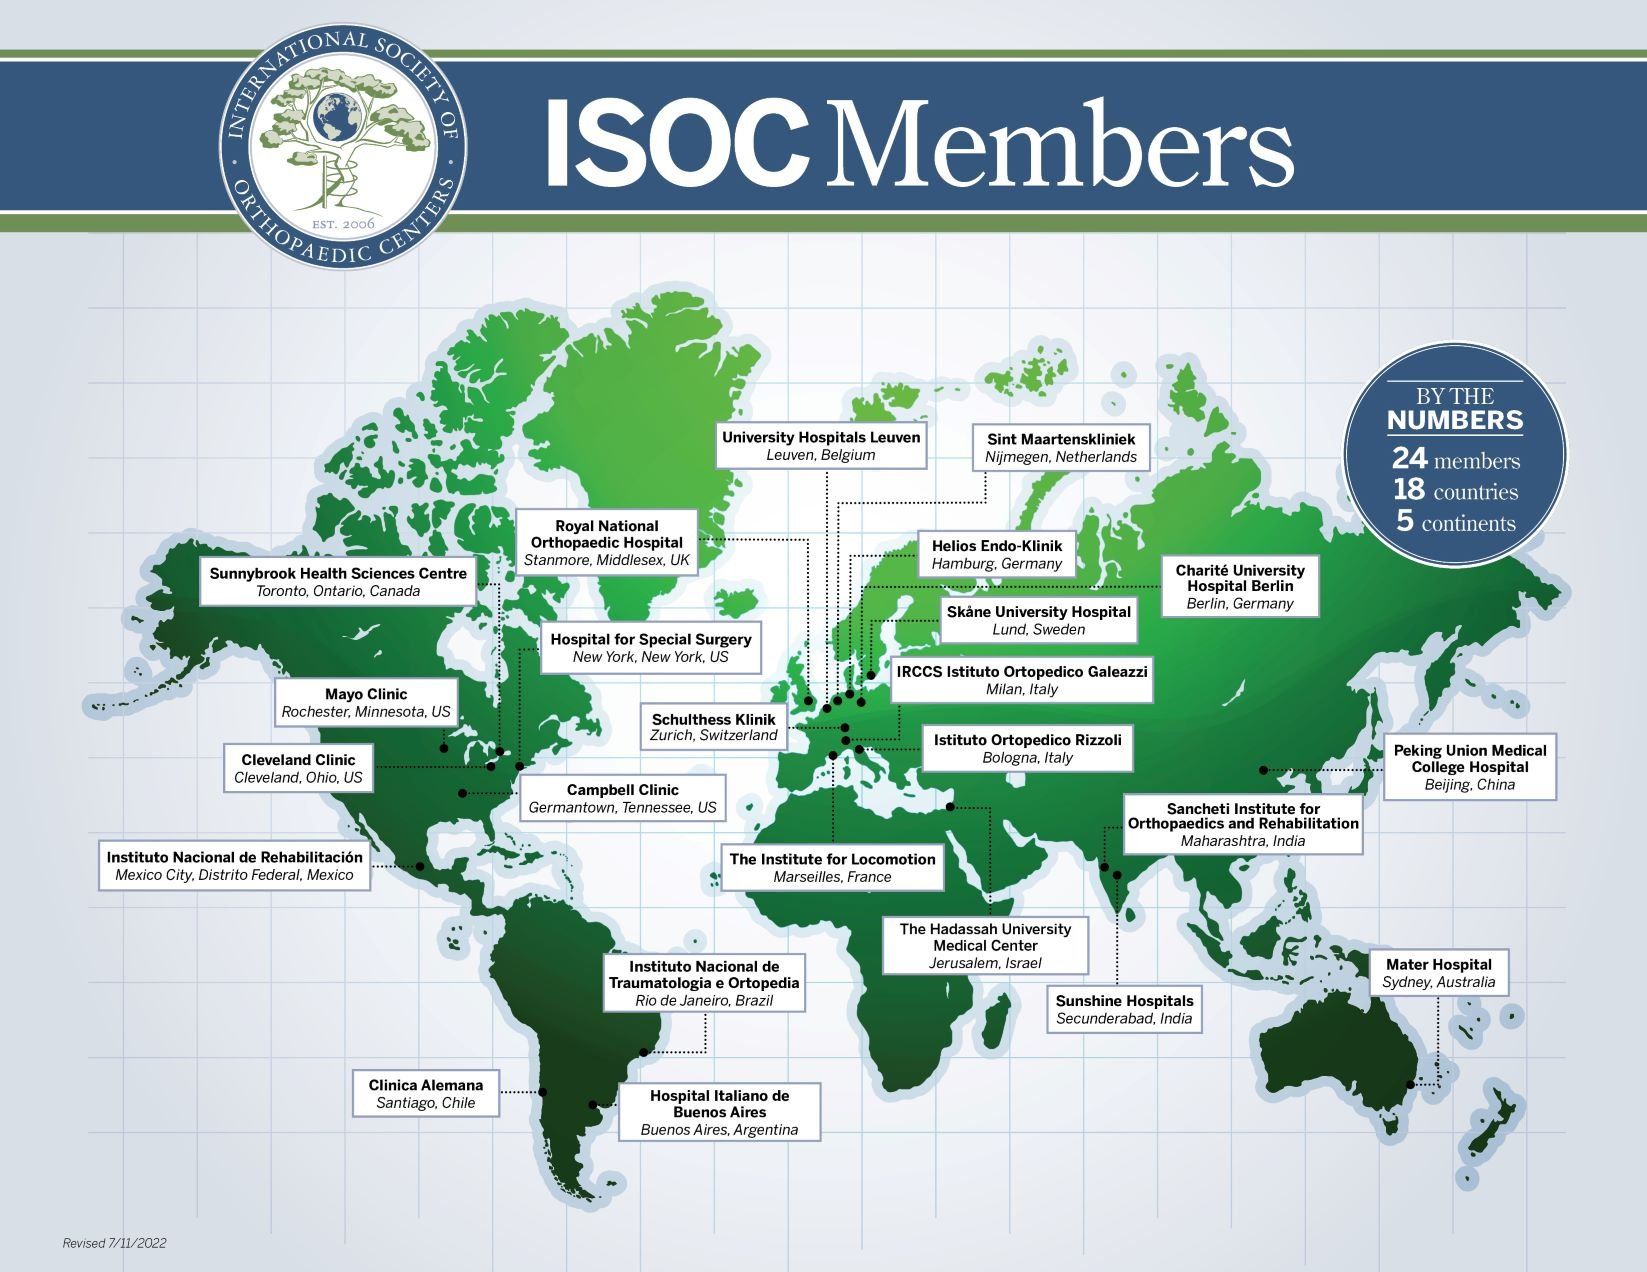 INTERNATIONAL SOCIETY OF
ORTHOPAEDIC CENTERS
EST. 2006
ISOC Members
BY THE
NUMBERS
24 members
18 countries
5 continents
University Hospitals Leuven
Leuven, Belgium
Sint Maartenskliniek
Nijmegen, Netherlands
Royal National
Orthopaedic Hospital
Stanmore, Middlesex, UK
Helios Endo-Klinik
Hamburg, Germany
Charité University
Hospital Berlin
Berlin, Germany
Sunnybrook Health Sciences Centre
Toronto, Ontario, Canada
Skåne University Hospital
Lund, Sweden
Hospital for Special Surgery
New York, New York, US
IRCCS Istituto Ortopedico Galeazzi
Milan, Italy
Mayo Clinic
Rochester, Minnesota, US
Schulthess Klinik
Zurich, Switzerland
Istituto Ortopedico Rizzoli
Bologna, Italy
Peking Union Medical
College Hospital
Beijing, China
Cleveland Clinic
Cleveland, Ohio, US
Campbell Clinic
Germantown, Tennessee, US
Sancheti Institute for
Orthopaedics and Rehabilitation
Maharashtra, India
Instituto Nacional de Rehabilitación
Mexico City, Distrito Federal, Mexico
The Institute for Locomotion
Marseilles, France
The Hadassah University
Medical Center
Jerusalem, Israel
Instituto Nacional de
Traumatologia e Ortopedia
Rio de Janeiro, Brazil
Mater Hospital
Sydney, Australia
Sunshine Hospitals
Secunderabad, India
Clinica Alemana
Santiago, Chile
Hospital Italiano de
Buenos Aires
Buenos Aires, Argentina
Revised 7/11/2022